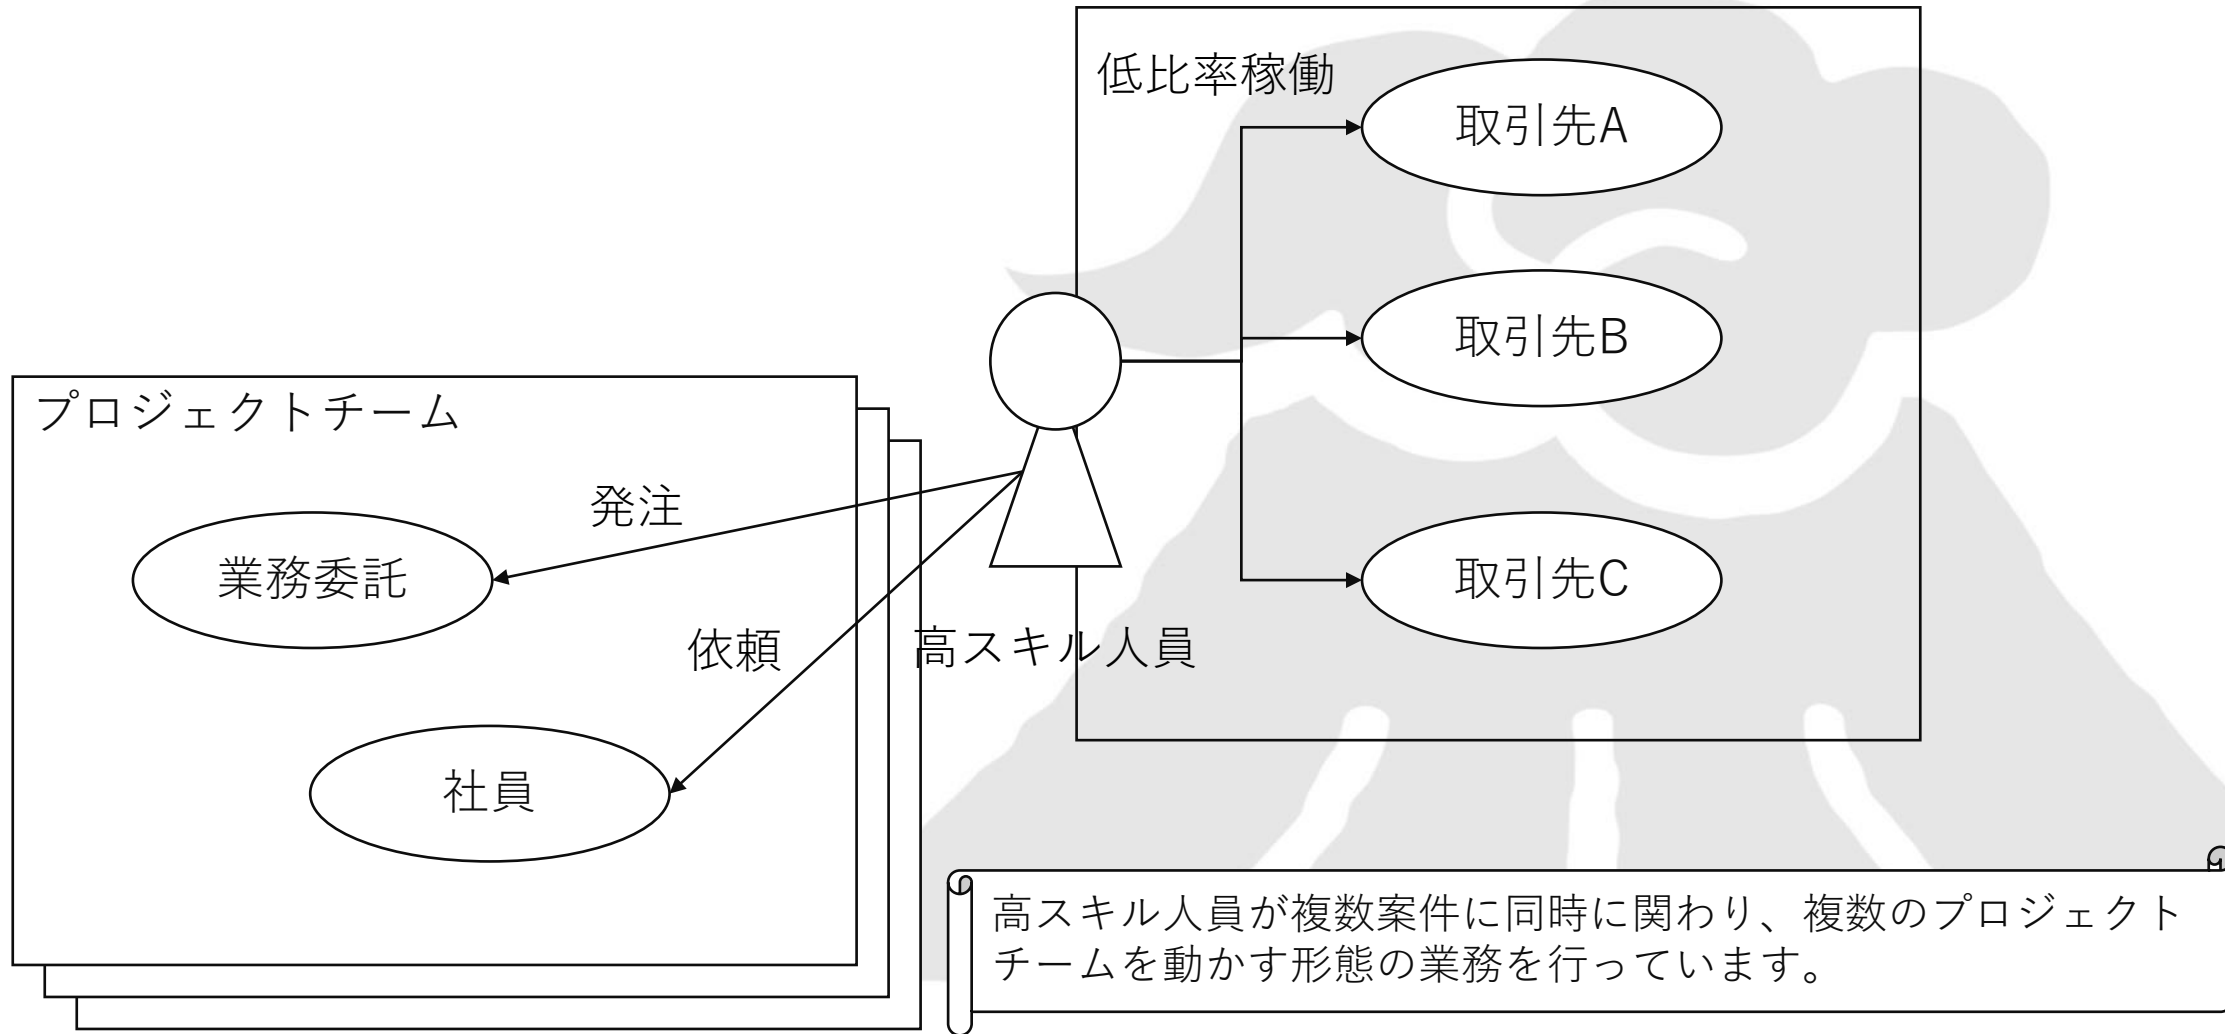 低比率稼働
取引先A
取引先B
取引先C
プロジェクトチーム
発注
業務委託
依頼
高スキル人員
社員
高スキル人員が複数案件に同時に関わり、複数のプロジェクト
チームを動かす形態の業務を行っています。